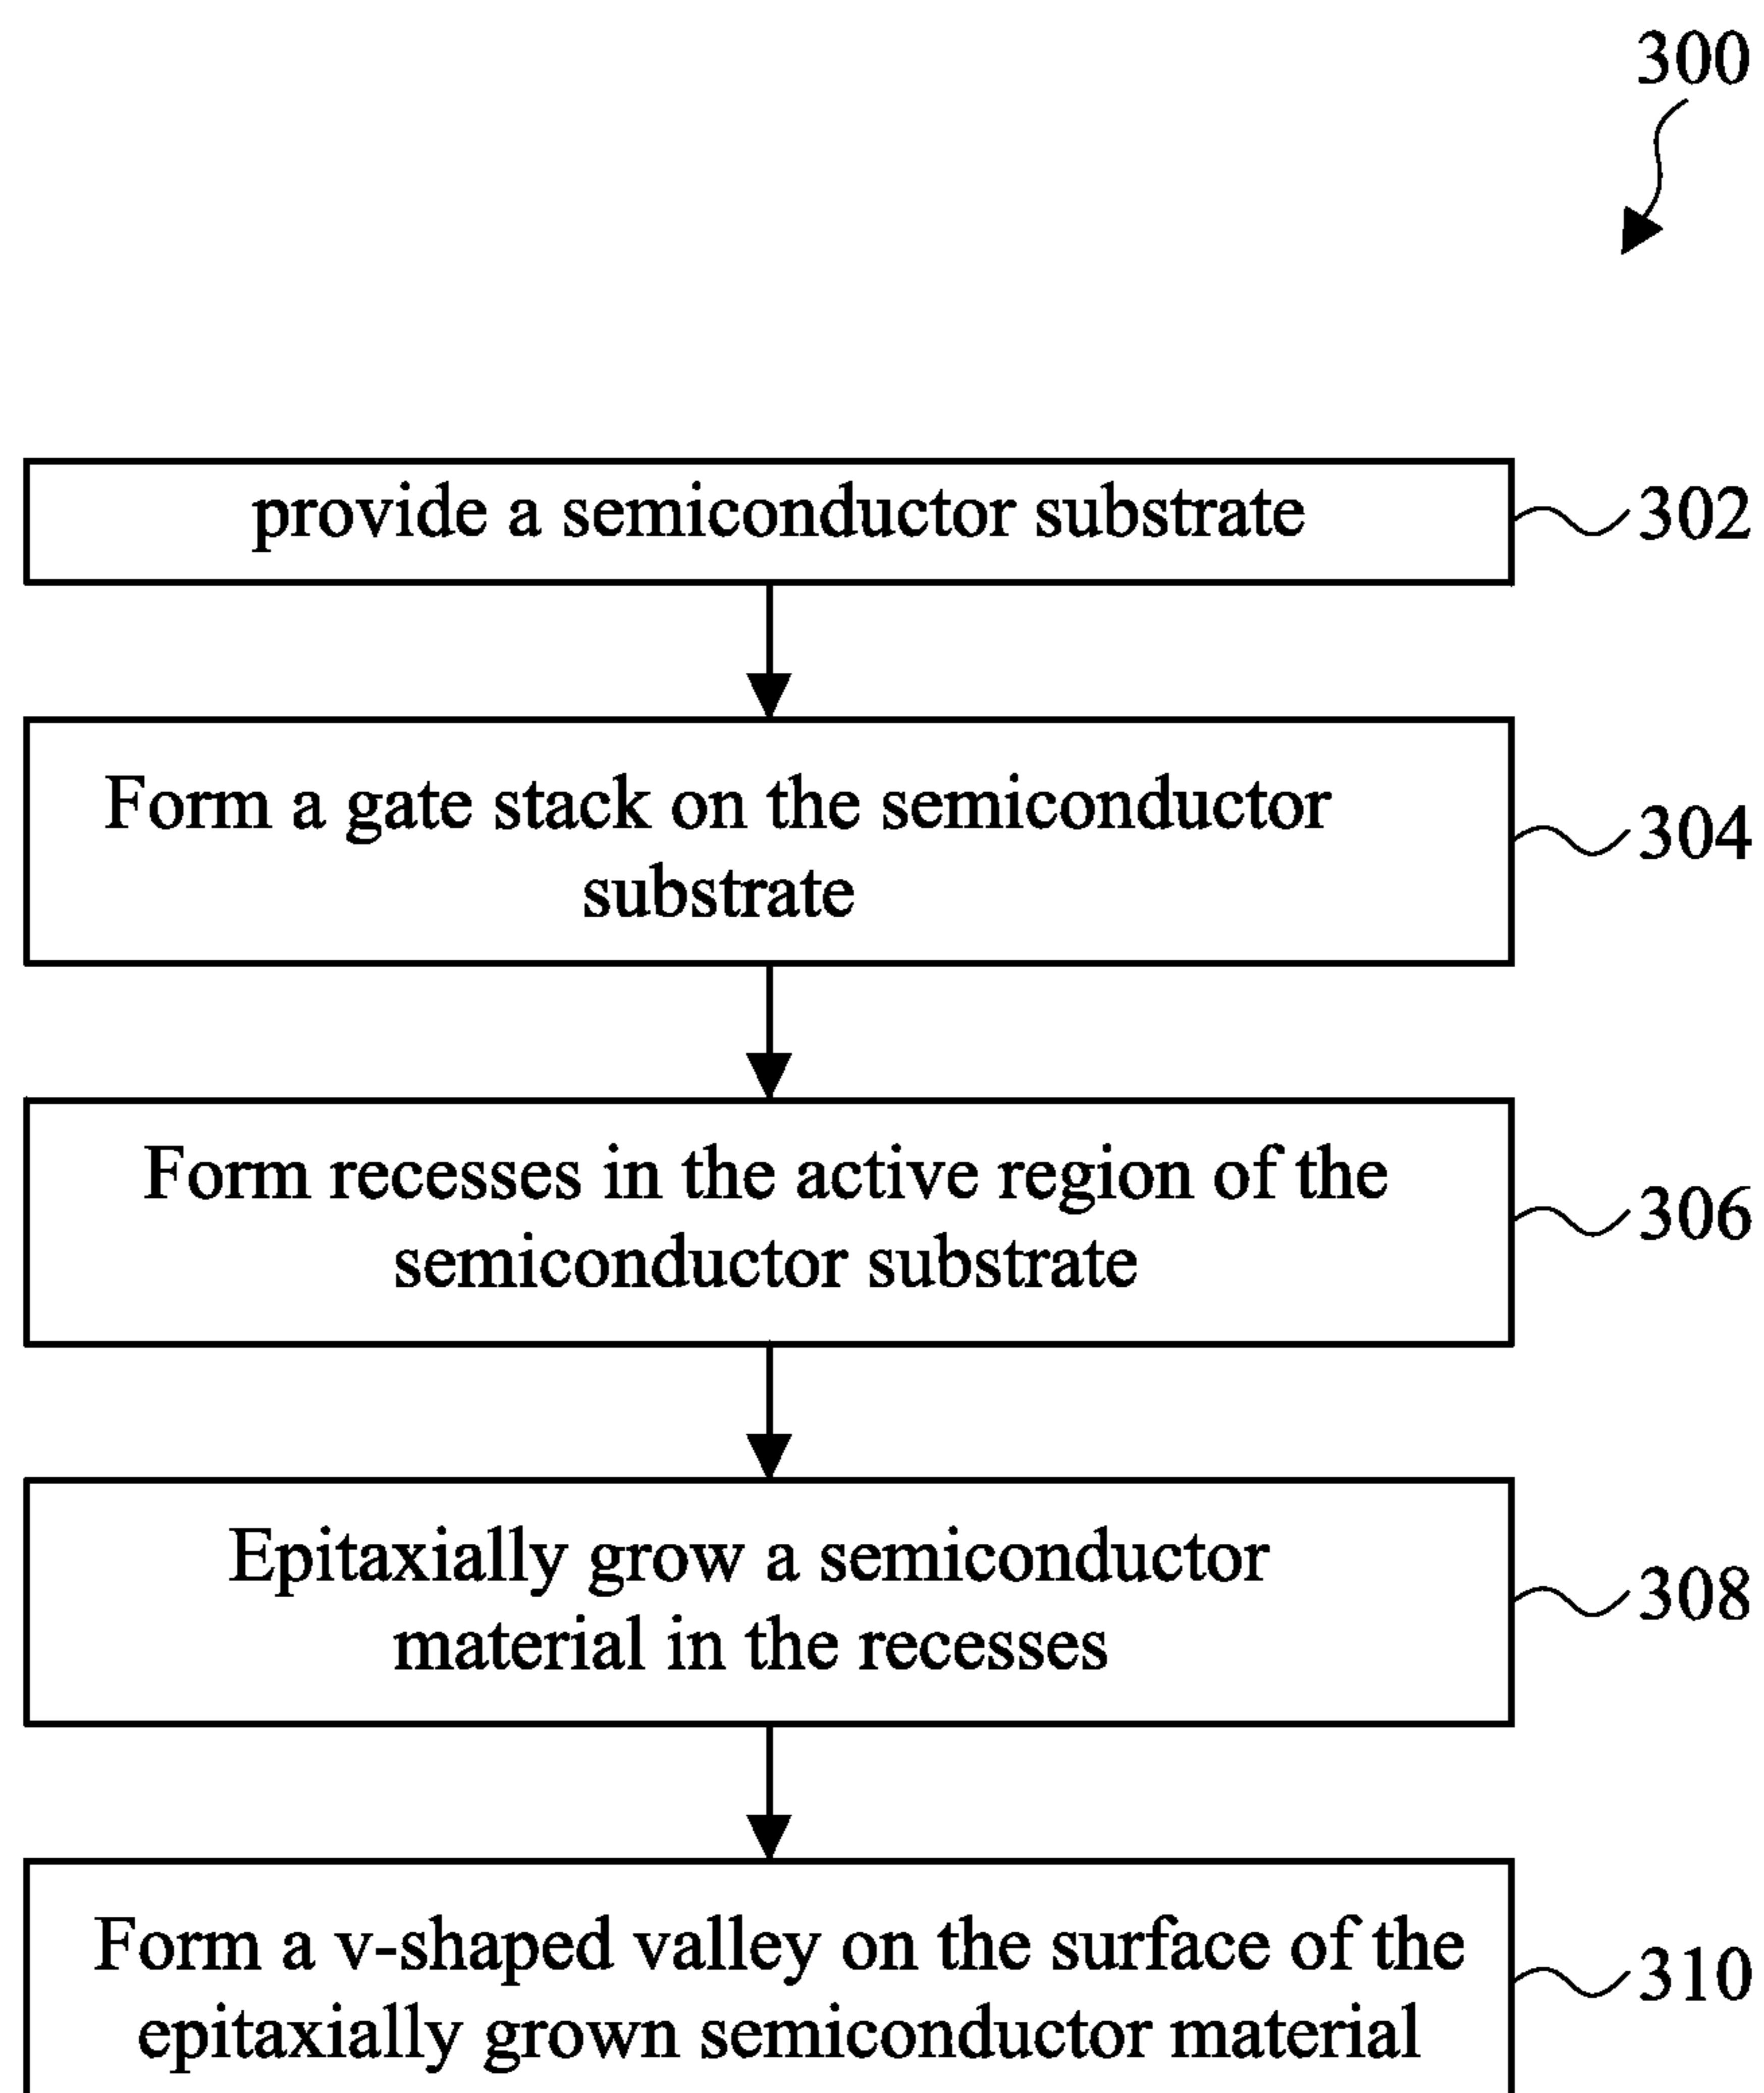 300
provide a semiconductor substrate
302
Form a gate stack on the semiconductor
substrate
304
Form recesses in the active region of the
semiconductor substrate
306
Epitaxially grow a semiconductor
material in the recesses
308
Form a v-shaped valley on the surface of the
epitaxially grown semiconductor material
310